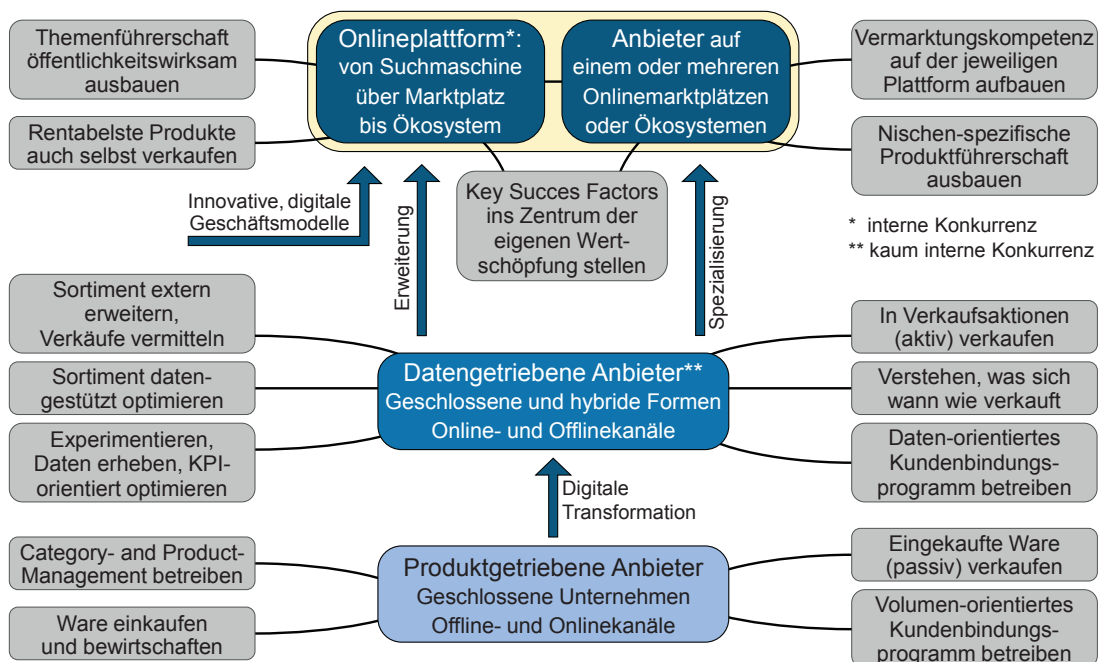 Themenführerschaft
öffentlichkeitswirksam
ausbauen
Rentabelste Produkte
auch selbst verkaufen
Onlineplattform*:
von Suchmaschine
über Marktplatz
bis Ökosystem
Anbieter auf
einem oder mehreren
Onlinemarktplätzen
oder Ökosystemen
Vermarktungskompetenz
auf der jeweiligen
Plattform aufbauen
Nischen-spezifische
Produktführerschaft
ausbauen
Innovative, digitale
Geschäftsmodelle
Erweiterung
Key Succes Factors
ins Zentrum der
eigenen Wert-
schöpfung stellen
Spezialisierung
* interne Konkurrenz
** kaum interne Konkurrenz
Sortiment extern
erweitern,
Verkäufe vermitteln
Sortiment daten-
gestützt optimieren
Experimentieren,
Daten erheben, KPI-
orientiert optimieren
Datengetriebene Anbieter**
Geschlossene und hybride Formen
Online- und Offlinekanäle
In Verkaufsaktionen
(aktiv) verkaufen
Verstehen, was sich
wann wie verkauft
Daten-orientiertes
Kundenbindungs-
programm betreiben
Digitale
Transformation
Category- and Product-
Management betreiben
Ware einkaufen
und bewirtschaften
Produktgetriebene Anbieter
Geschlossene Unternehmen
Offline- und Onlinekanäle
Eingekaufte Ware
(passiv) verkaufen
Volumen-orientiertes
Kundenbindungs-
programm betreiben